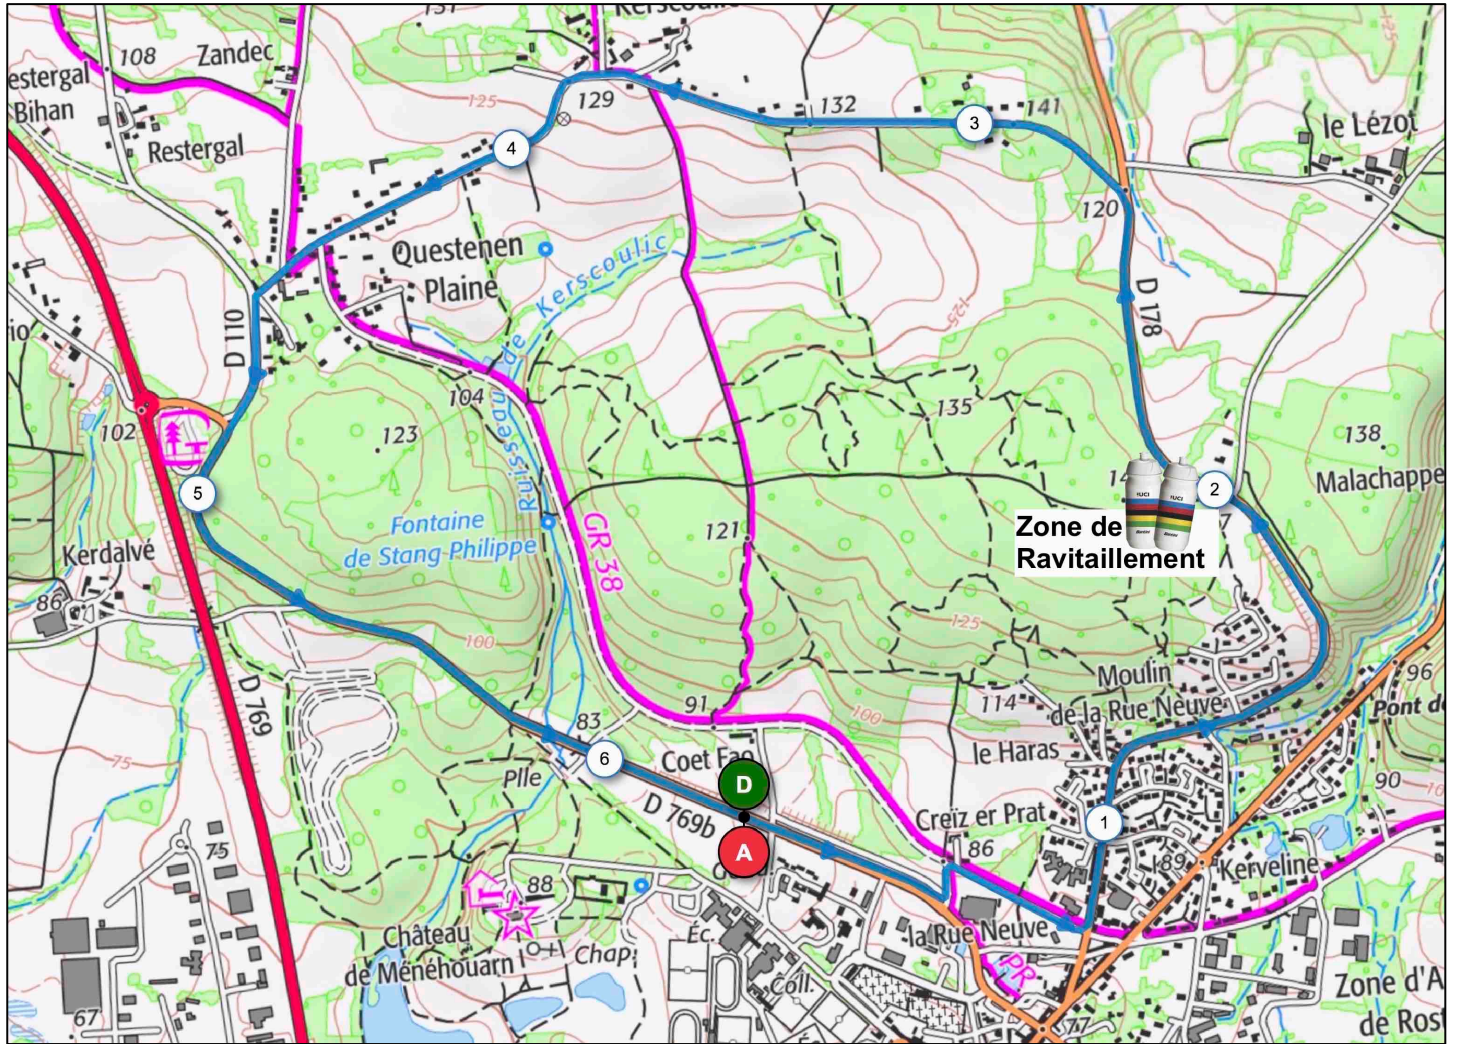 108
Zandec
Bihan
Restergal
125
129
132
3
141
le Lézot
4
120
Questenen
Plaine
Ruisseau de Kerscoulic
D 110
D 178
125
104
102
123
135
138
Malachappe
5
2
Fontaine
de Stang Philippe
GR 38
121
Zone de
Ravitaillement
Kerdalvé
86
100
125
D 769
Moulin
de la Rue Neuve
114
96
91
100
83
6
Coet Fao
le Haras
75
Plle
D
D 769b
A
Creïz er Prat
1
90
86
89
Kerveline
75
88
Château
de Ménéhouarn
Chap.
Éc.
la Rue Neuve
PR
Coll.
Zone d'A
de Rost
67
77